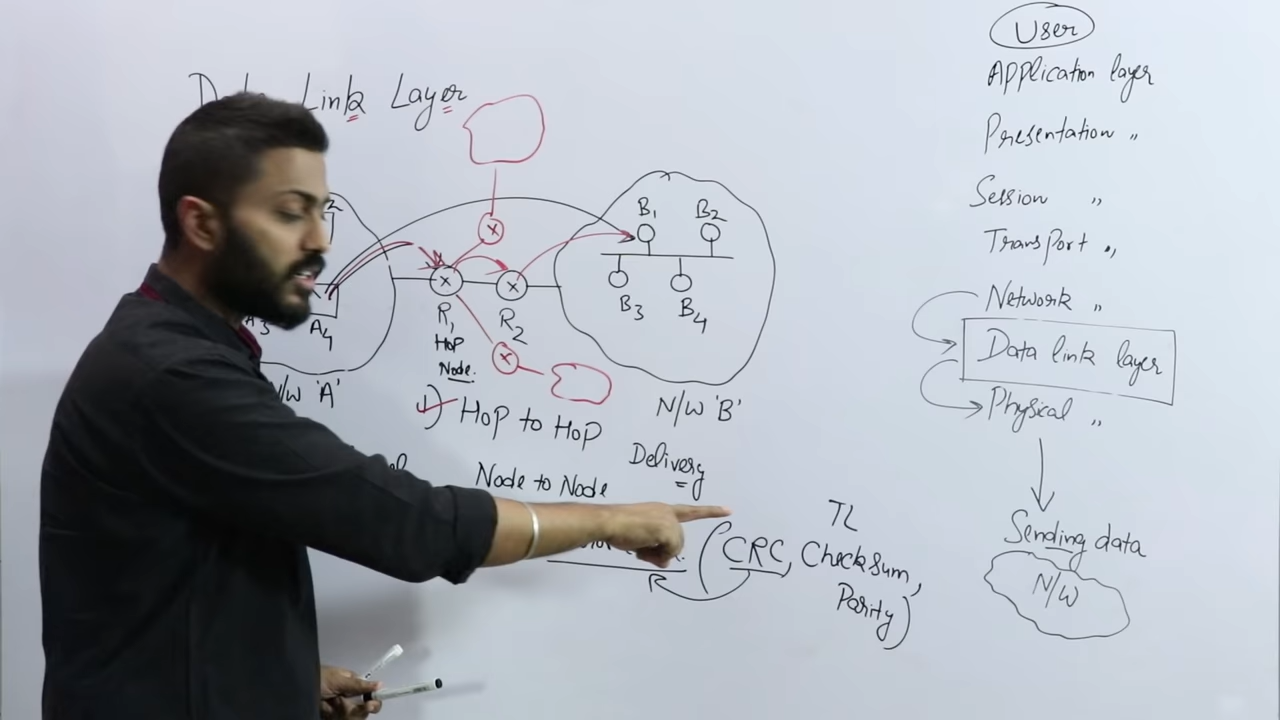 Link Layer
B1 B2
B3 B4
A3 A4
R1 R2
Hop
Node.
N/W 'A'
N/W 'B'
1) Hop to Hop
Delivery
Node to Node
(CRC, Checksum,
Parity)
TL
User
Application layer
Presentation "
Session "
Transport "
Network "
Data link layer
Physical "
Sending data
N/W